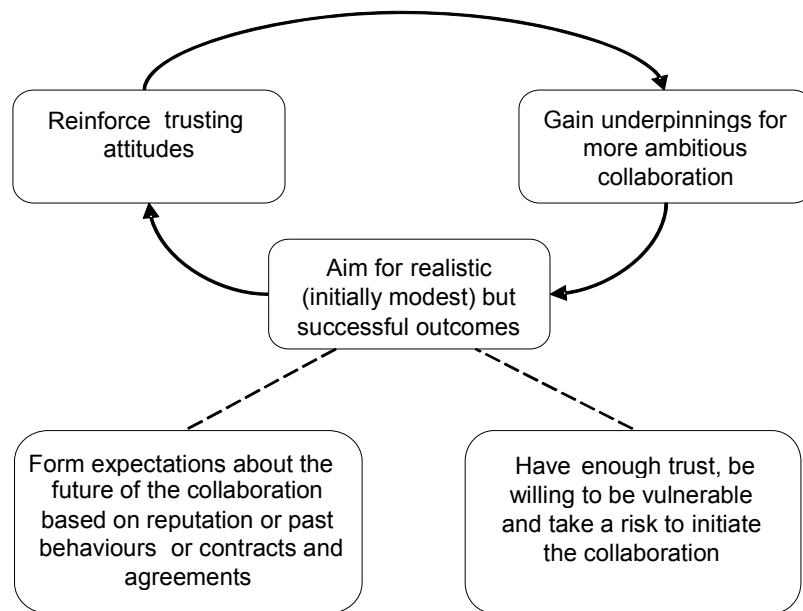 Reinforce trusting
attitudes
Gain underpinnings for
more ambitious
collaboration
Aim for realistic
(initially modest) but
successful outcomes
Form expectations about the
future of the collaboration
based on reputation or past
behaviours or contracts and
agreements
Have enough trust, be
willing to be vulnerable
and take a risk to initiate
the collaboration